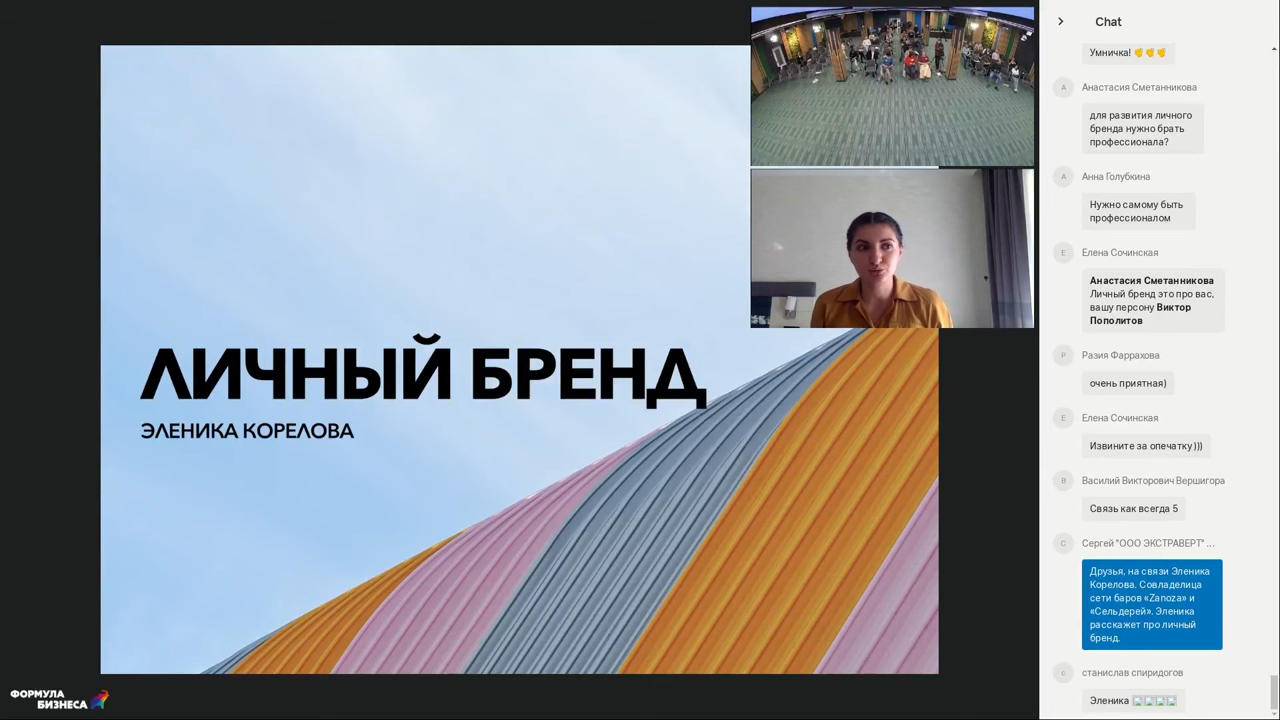 ЛИЧНЫЙ БРЕНД
ЭЛЕНИКА КОРЕЛОВА
ФОРМУЛА
БИЗНЕСА
Chat
Умничка!
А
Анастасия Сметанникова
для развития личного
бренда нужно брать
профессионала?
А
Анна Голубкина
Нужно самому быть
профессионалом
Е
Елена Сочинская
Анастасия Сметанникова
Личный бренд это про вас,
вашу персону Виктор
Пополитов
Р
Разия Фаррахова
очень приятная)
Е
Елена Сочинская
Извините за опечатку )))
В
Василий Викторович Вершигора
Связь как всегда 5
С
Сергей "ООО ЭКСТРАВЕРТ" ...
Друзья, на связи Эленика
Корелова. Совладелица
сети баров «Zanoza» и
«Сельдерей». Эленика
расскажет про личный
бренд.
с
станислав спиридогов
Эленика